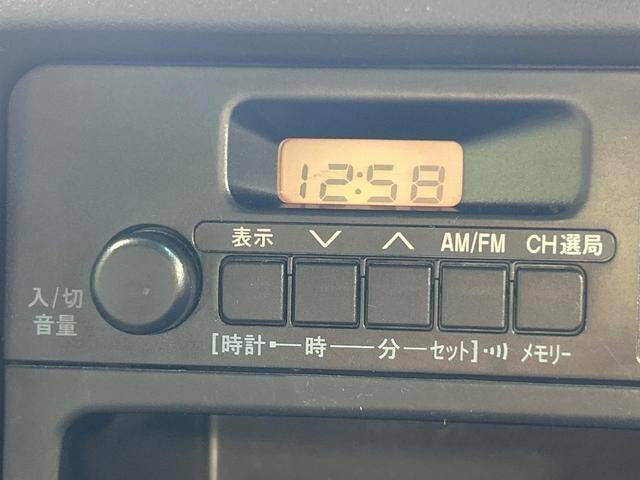 12:58
表示 ∨ ∧ AM/FM CH選局
入/切
音量
[時計 時 分 セット] メモリー